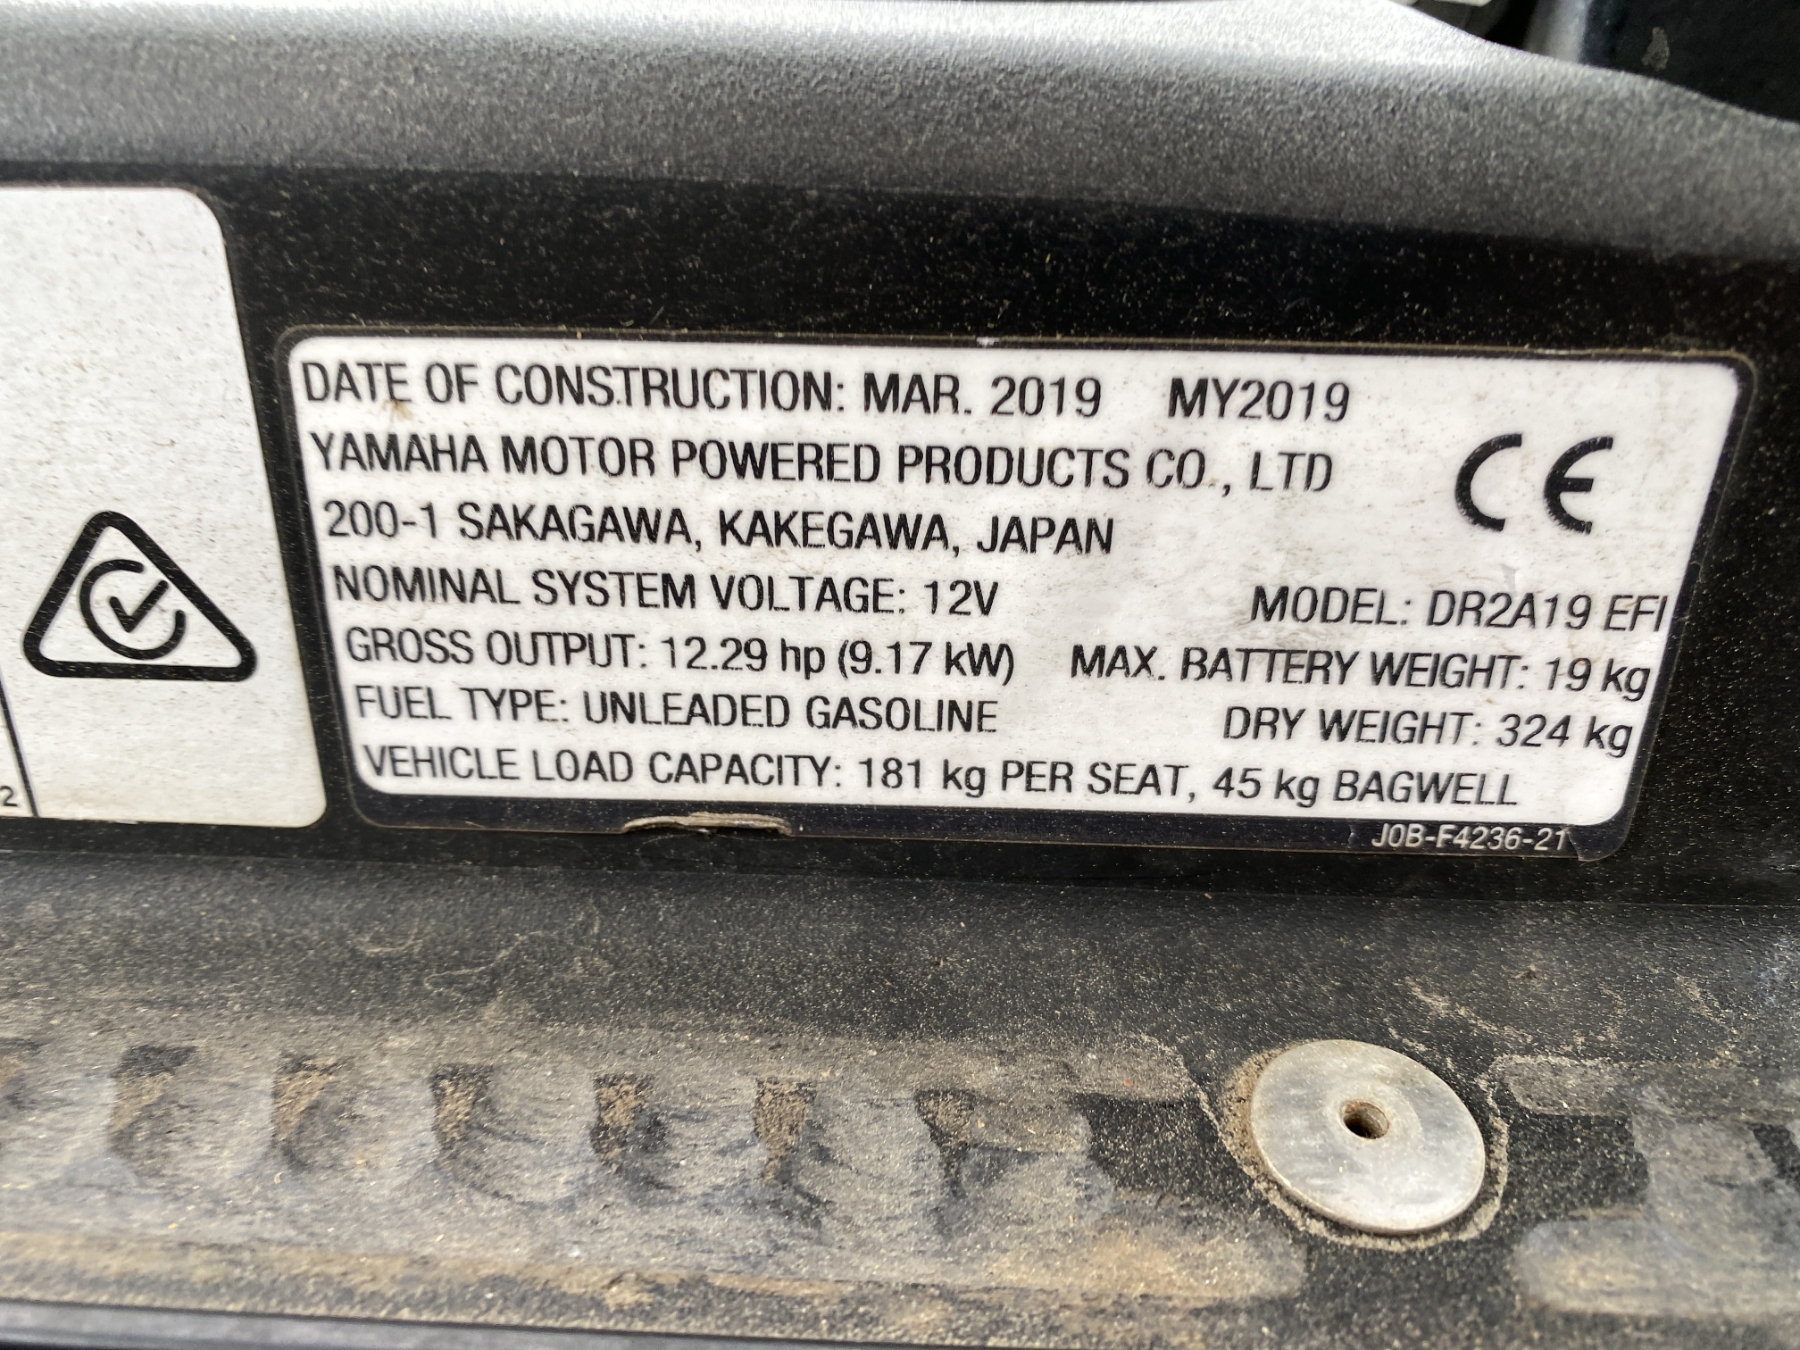 DATE OF CONSTRUCTION: MAR. 2019 MY2019
YAMAHA MOTOR POWERED PRODUCTS CO., LTD
CE
200-1 SAKAGAWA, KAKEGAWA, JAPAN
NOMINAL SYSTEM VOLTAGE: 12V MODEL: DR2A19 EFI
GROSS OUTPUT: 12.29 hp (9.17 kW) MAX. BATTERY WEIGHT: 19 kg
FUEL TYPE: UNLEADED GASOLINE DRY WEIGHT: 324 kg
VEHICLE LOAD CAPACITY: 181 kg PER SEAT, 45 kg BAGWELL
J0B-F4236-21
2